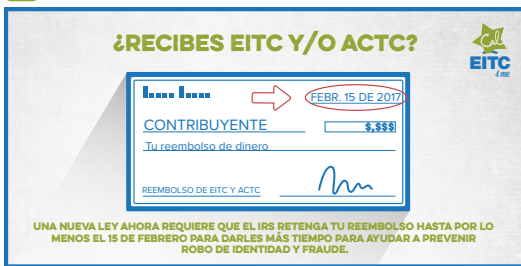 ¿RECIBES EITC Y/O ACTC?
Cal
EITC
4 me
FEBR. 15 DE 2017
CONTRIBUYENTE
$,$$$
Tu reembolso de dinero
REEMBOLSO DE EITC Y ACTC
UNA NUEVA LEY AHORA REQUIERE QUE EL IRS RETENGA TU REEMBOLSO HASTA POR LO
MENOS EL 15 DE FEBRERO PARA DARLES MÁS TIEMPO PARA AYUDAR A PREVENIR
ROBO DE IDENTIDAD Y FRAUDE.